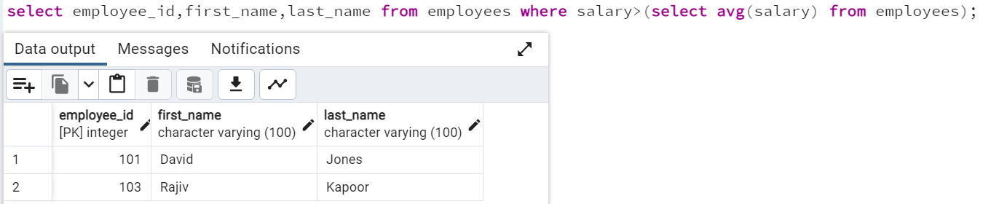 select employee_id,first_name,last_name from employees where salary>(select avg(salary) from employees);
Data output Messages Notifications
employee_id first_name last_name
[PK] integer character varying (100) character varying (100)
1 101 David Jones
2 103 Rajiv Kapoor